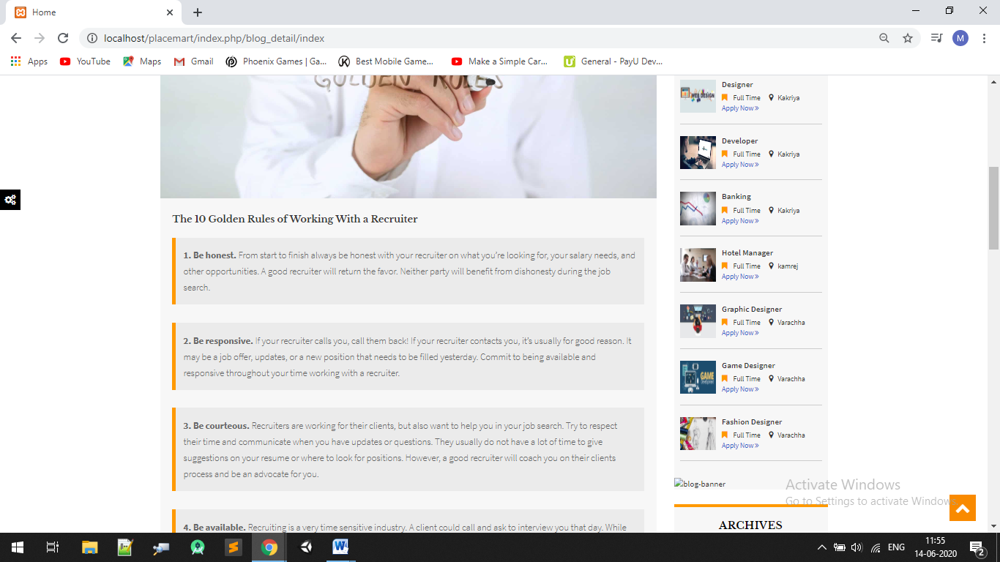 Home
localhost/placemart/index.php/blog_detail/index
M
Apps
YouTube
Maps
Gmail
Phoenix Games | Ga...
Best Mobile Game...
Make a Simple Car...
General - PayU Dev...
GOLDEN RULES
The 10 Golden Rules of Working With a Recruiter
1. Be honest. From start to finish always be honest with your recruiter on what you’re looking for, your salary needs, and
other opportunities. A good recruiter will return the favor. Neither party will benefit from dishonesty during the job
search.
2. Be responsive. If your recruiter calls you, call them back! If your recruiter contacts you, it’s usually for good reason. It
may be a job offer, updates, or a new position that needs to be filled yesterday. Commit to being available and
responsive throughout your time working with a recruiter.
3. Be courteous. Recruiters are working for their clients, but also want to help you in your job search. Try to respect
their time and communicate when you have updates or questions. They usually do not have a lot of time to give
suggestions on your resume or where to look for positions. However, a good recruiter will coach you on their clients
process and be an advocate for you.
4. Be available. Recruiting is a very time sensitive industry. A client could call and ask to interview you that day. While
WEB DESIGN
Designer
Full Time Kakriya
Apply Now »
Developer
Full Time Kakriya
Apply Now »
Banking
Full Time Kakriya
Apply Now »
Hotel Manager
Full Time kamrej
Apply Now »
Graphic Designer
Full Time Varachha
Apply Now »
GAME
Game Designer
Full Time Varachha
Apply Now »
Fashion Designer
Full Time Varachha
Apply Now »
blog-banner
Activate Windows
Go to Settings to activate Windows
ARCHIVES
W
ENG
11:55
14-06-2020
2